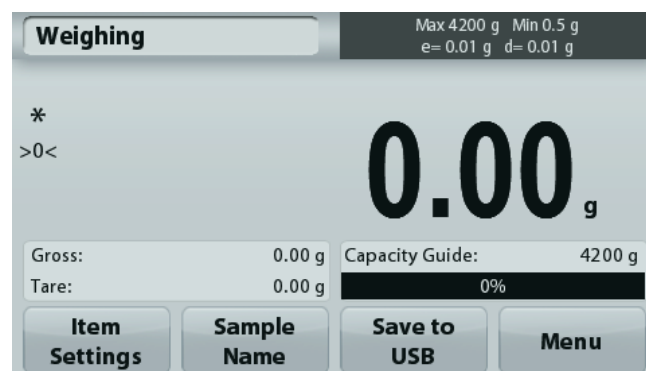 Weighing
Max 4200 g Min 0.5 g
e= 0.01 g d= 0.01 g
*
>0<
0.00 g
Gross: 0.00 g
Tare: 0.00 g
Capacity Guide: 4200 g
0%
Item
Settings
Sample
Name
Save to
USB
Menu